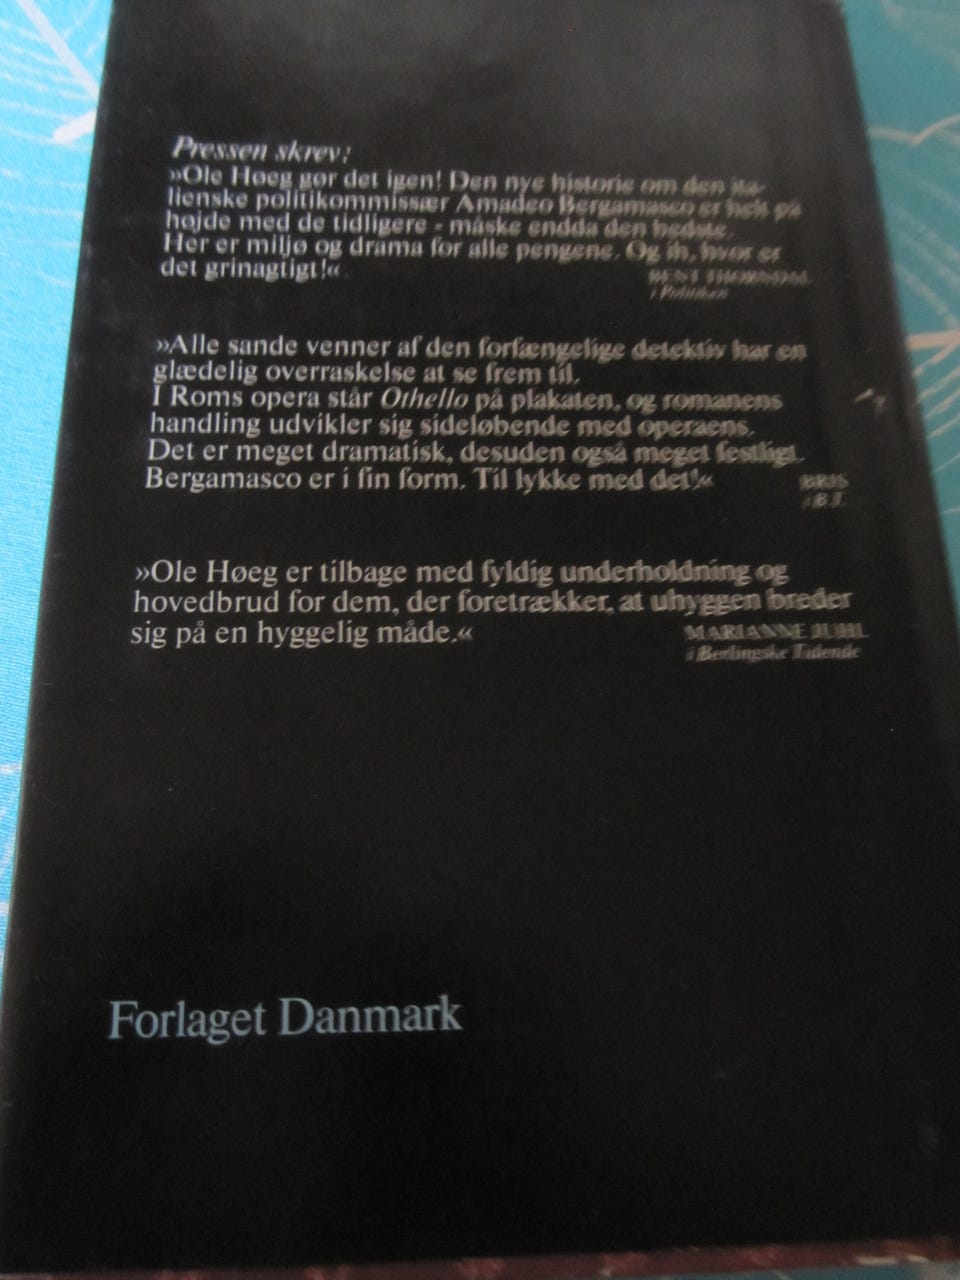 Pressen skrev:
»Ole Høeg gør det igen! Den nye historie om den ita-
lienske politikommissær Amadeo Bergamasco er helt på
højde med de tidligere - måske endda den bedste.
Her er miljø og drama for alle pengene. Og ih, hvor er
det grinagtigt!«
BENT THORNDAL
i Politiken
»Alle sande venner af den forfængelige detektiv har en
glædelig overraskelse at se frem til.
I Roms opera står Othello på plakaten, og romanens
handling udvikler sig sideløbende med operaens.
Det er meget dramatisk, desuden også meget festligt.
Bergamasco er i fin form. Til lykke med det!«
BRIS
i B.T.
»Ole Høeg er tilbage med fyldig underholdning og
hovedbrud for dem, der foretrækker, at uhyggen breder
sig på en hyggelig måde.«
MARIANNE JUHL
i Berlingske Tidende
Forlaget Danmark